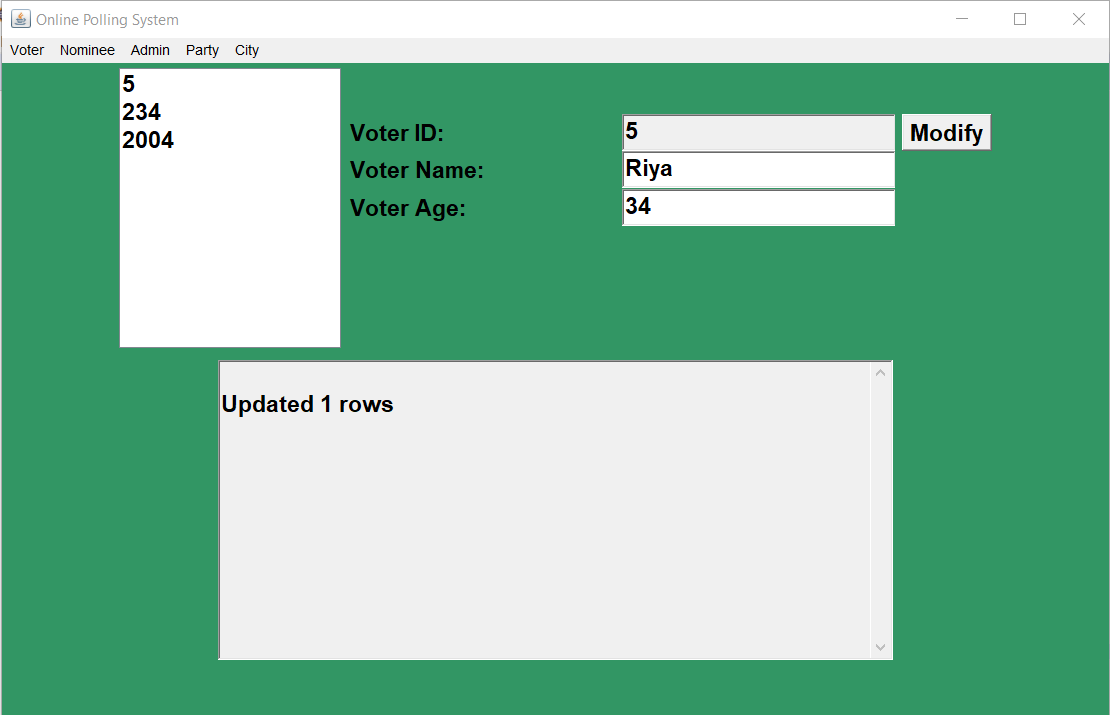 Online Polling System
Voter Nominee Admin Party City
5
234
2004
Voter ID: 5 Modify
Voter Name: Riya
Voter Age: 34
Updated 1 rows